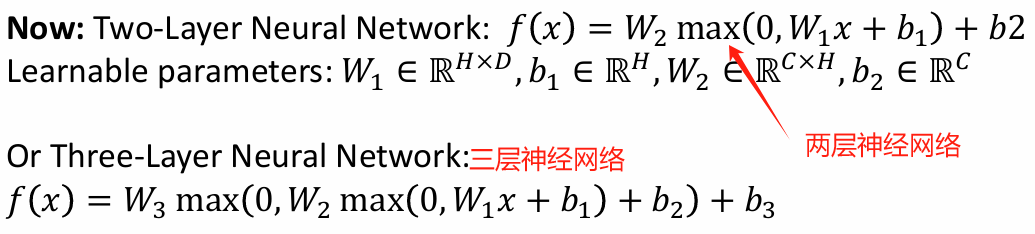 Now: Two-Layer Neural Network: f(x) = W₂ max(0, W₁x + b₁) + b2
Learnable parameters: W₁ ∈ ℝ^{H×D}, b₁ ∈ ℝ^H, W₂ ∈ ℝ^{C×H}, b₂ ∈ ℝ^C
两层神经网络
Or Three-Layer Neural Network:三层神经网络
f(x) = W₃ max(0, W₂ max(0, W₁x + b₁) + b₂) + b₃